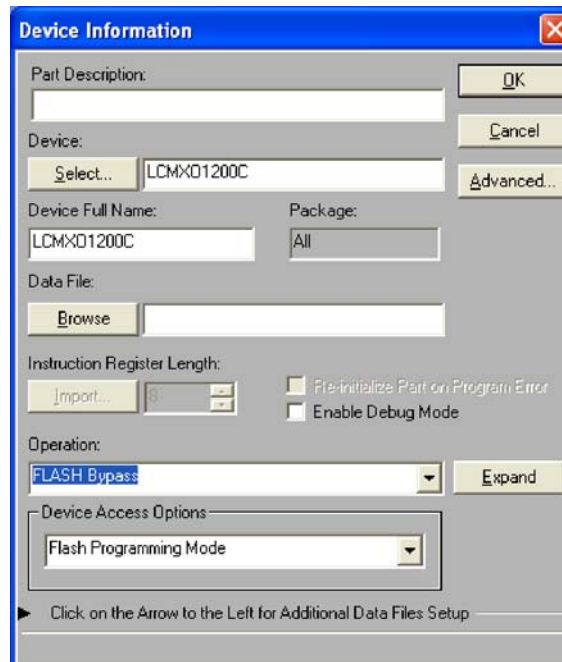 Device Information
Part Description:
OK
Device:
Cancel
Select... LCMXO1200C
Advanced...
Device Full Name: Package:
LCMXO1200C All
Data File:
Browse
Instruction Register Length:
Import... 8 Re-initialize Part on Program Error
Enable Debug Mode
Operation:
FLASH Bypass Expand
Device Access Options
Flash Programming Mode
Click on the Arrow to the Left for Additional Data Files Setup